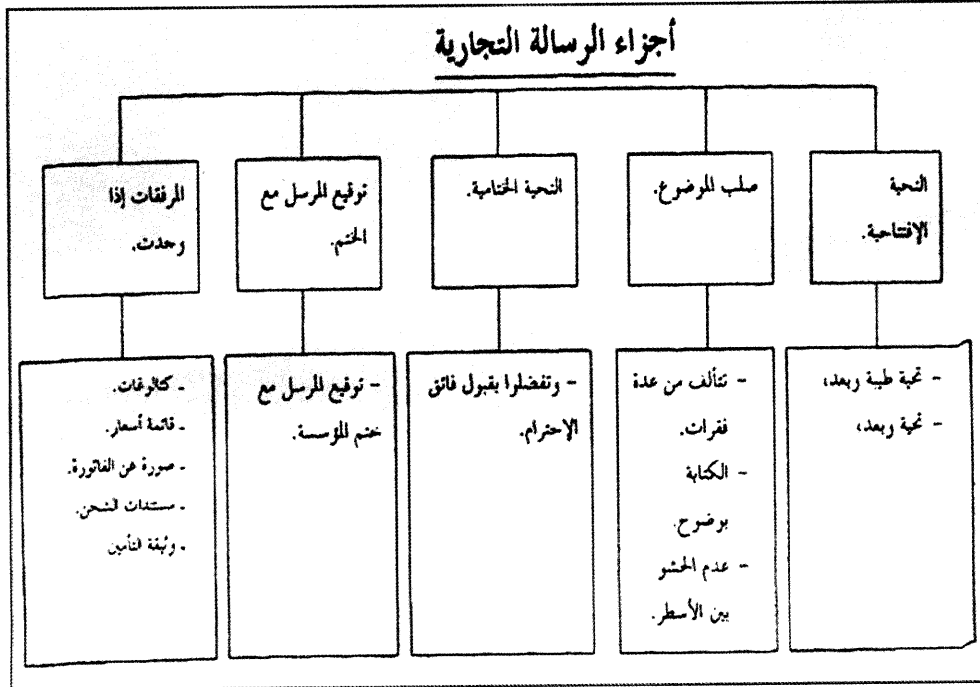 أجزاء الرسالة التجارية
التحية
الإفتتاحية.
صلب الموضوع.
التحية الختامية.
توقيع المرسل مع
الختم.
المرفقات إذا
وحدت.
- تحية طيبة وبعد،
- تحية وبعد،
- تتألف من عدة
فقرات.
- الكتابة
بوضوح.
- عدم الحشو
بين الأسطر.
- وتفضلوا بقبول فائق
الإحترام.
- توقيع المرسل مع
ختم المؤسسة.
- كتالوغات.
- قائمة أسعار.
- صورة عن الفاتورة.
- مستندات الشحن.
- وثيقة التأمين